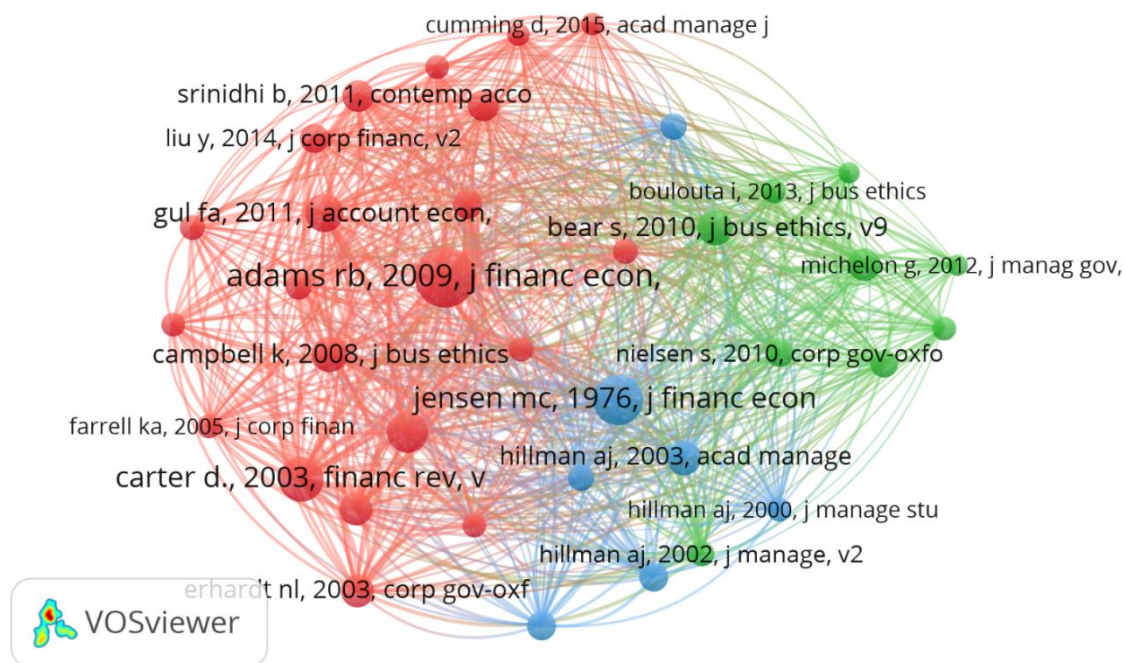 cumming d, 2015, acad manage j
srinidhi b, 2011, contemp acco
liu y, 2014, j corp financ, v2
boulouta i, 2013, j bus ethics
gul fa, 2011, j account econ,
bear s, 2010, j bus ethics, v9
michelon g, 2012, j manag gov,
adams rb, 2009, j financ econ,
campbell k, 2008, j bus ethics
nielsen s, 2010, corp gov-oxfo
jensen mc, 1976, j financ econ
farrell ka, 2005, j corp finan
hillman aj, 2003, acad manage
carter d., 2003, financ rev, v
hillman aj, 2000, j manage stu
hillman aj, 2002, j manage, v2
erhardt nl, 2003, corp gov-oxf
VOSviewer